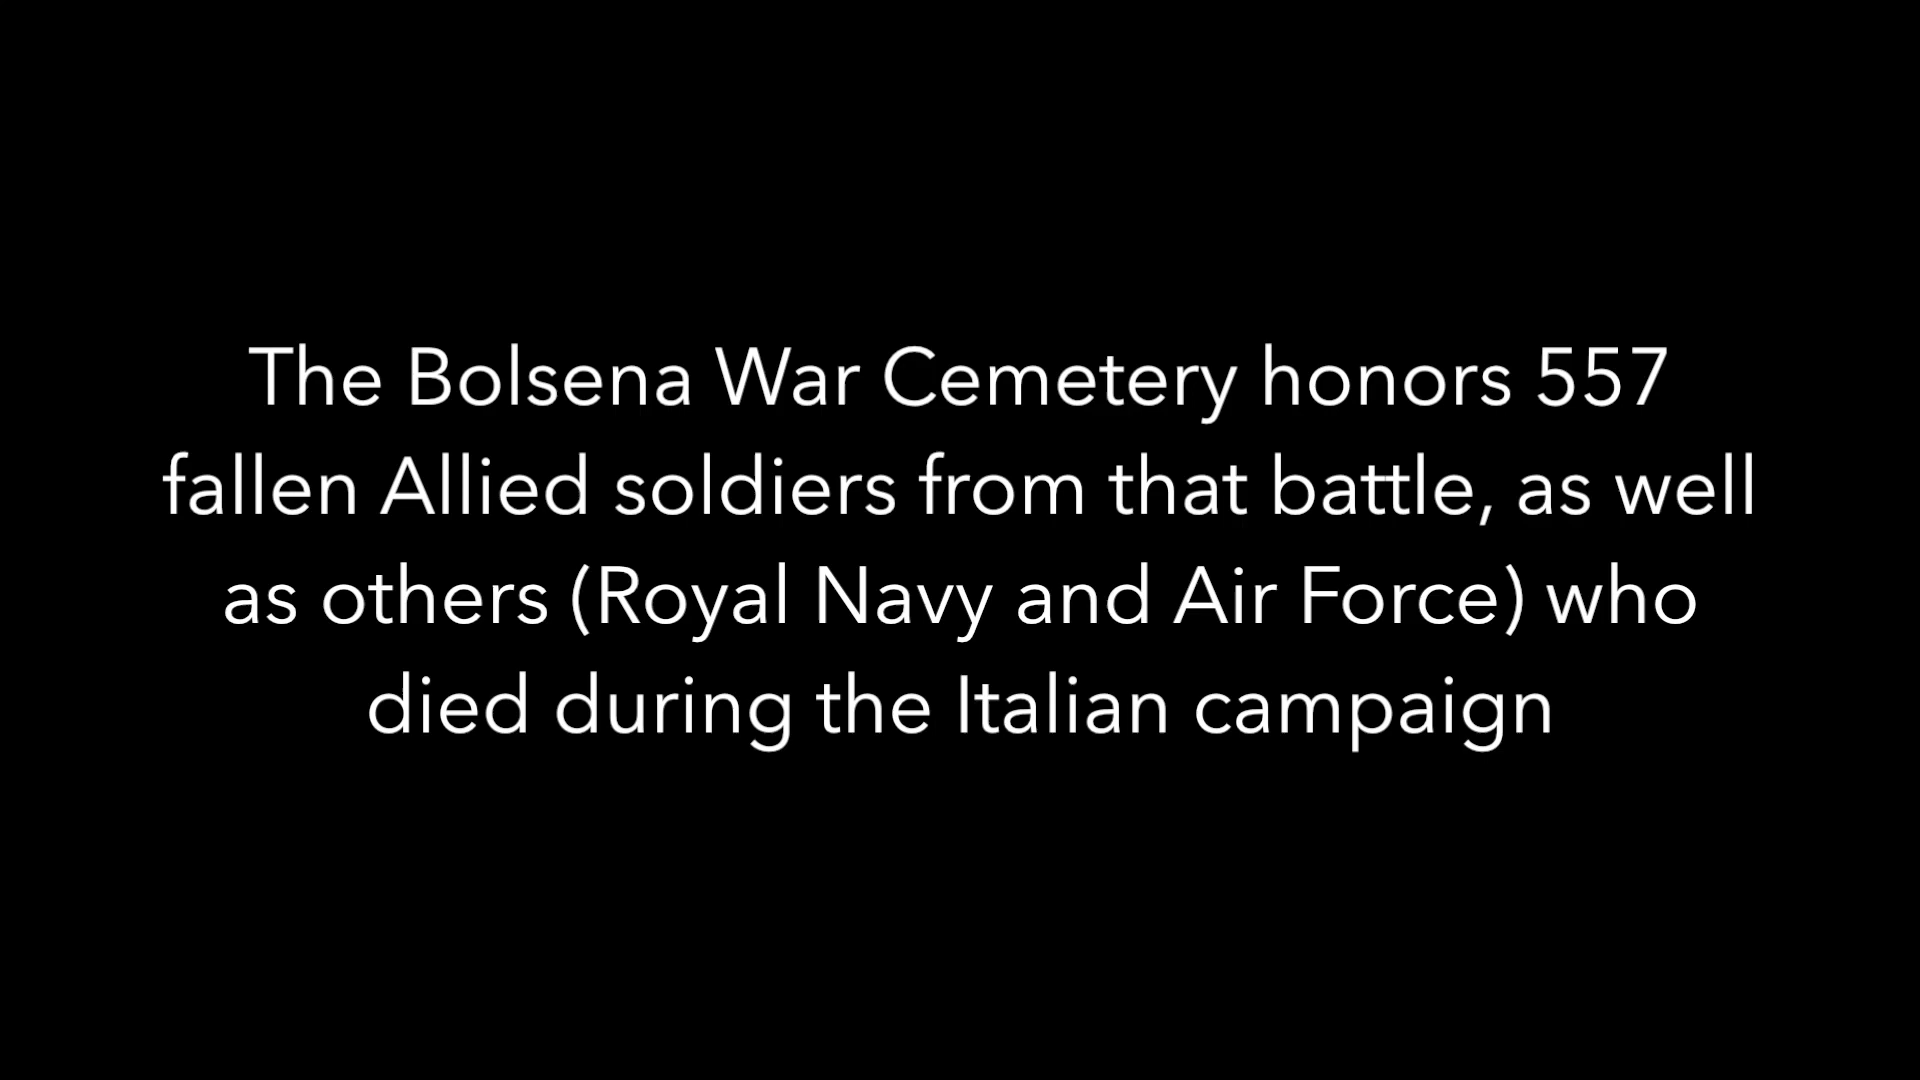 The Bolsena War Cemetery honors 557
fallen Allied soldiers from that battle, as well
as others (Royal Navy and Air Force) who
died during the Italian campaign